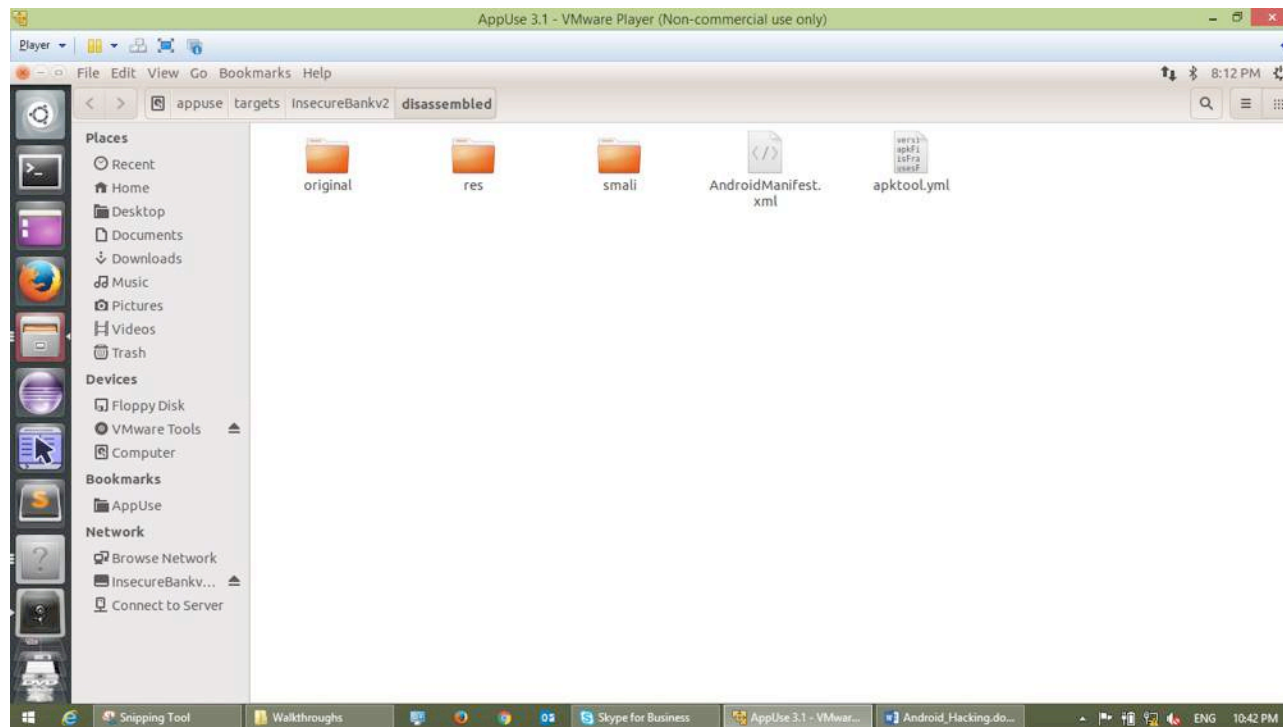 AppUse 3.1 - VMware Player (Non-commercial use only)
Player
File Edit View Go Bookmarks Help
8:12 PM
appuse targets InsecureBankv2 disassembled
Places
Recent
Home
Desktop
Documents
Downloads
Music
Pictures
Videos
Trash
Devices
Floppy Disk
VMware Tools
Computer
Bookmarks
AppUse
Network
Browse Network
InsecureBankv...
Connect to Server
original
res
smali
AndroidManifest.
xml
apktool.yml
Snipping Tool
Walkthroughs
Skype for Business
AppUse 3.1 - VMwar...
Android_Hacking.do...
ENG
10:42 PM